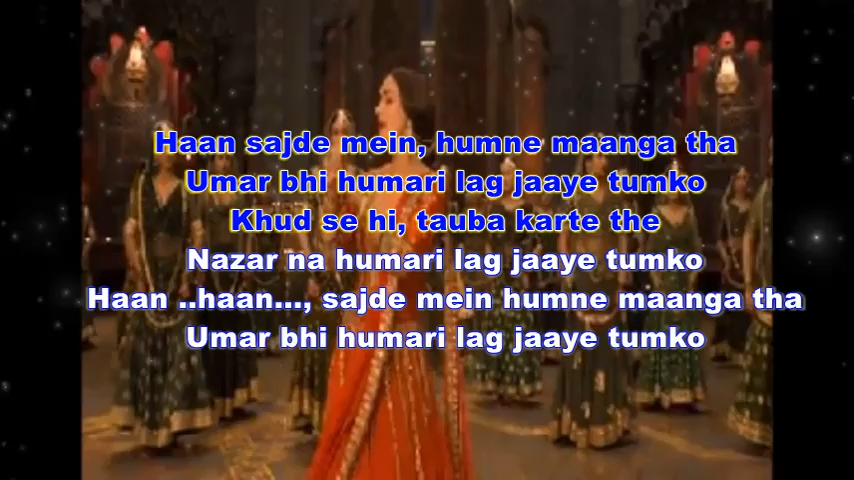 Haan sajde mein, humne maanga tha
Umar bhi humari lag jaaye tumko
Khud se hi, tauba karte the
Nazar na humari lag jaaye tumko
Haan ..haan..., sajde mein humne maanga tha
Umar bhi humari lag jaaye tumko